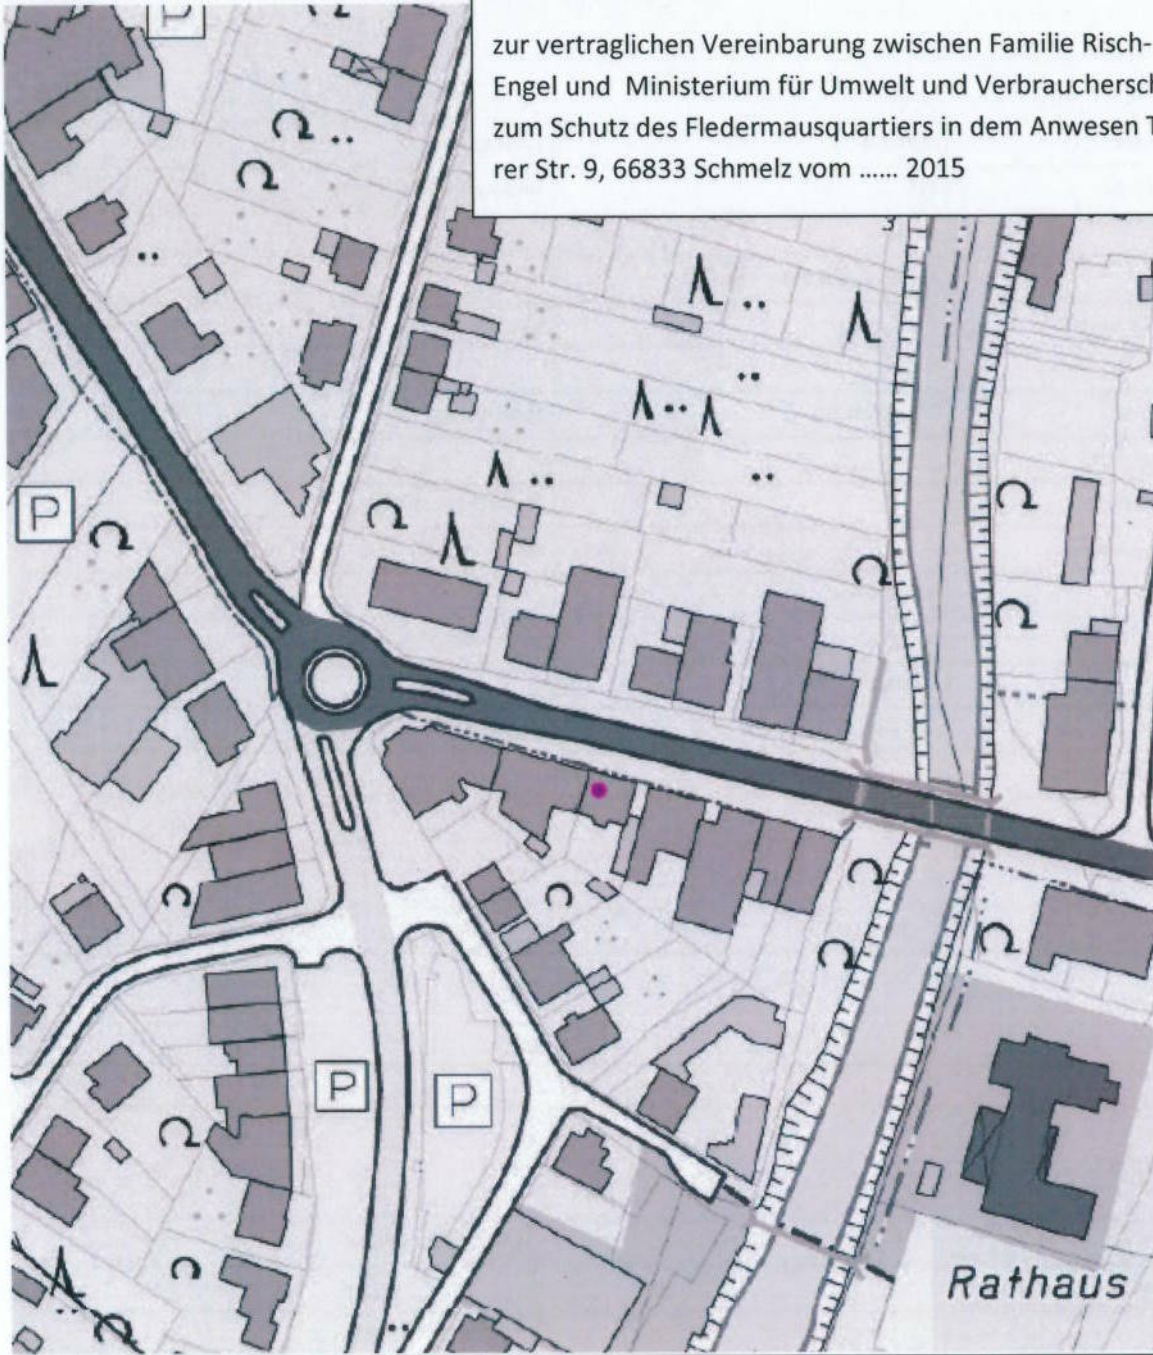 zur vertraglichen Vereinbarung zwischen Familie Risch-
Engel und Ministerium für Umwelt und Verbrauchersc
zum Schutz des Fledermausquartiers in dem Anwesen T
rer Str. 9, 66833 Schmelz vom ...... 2015
P
P
P
P
Rathaus